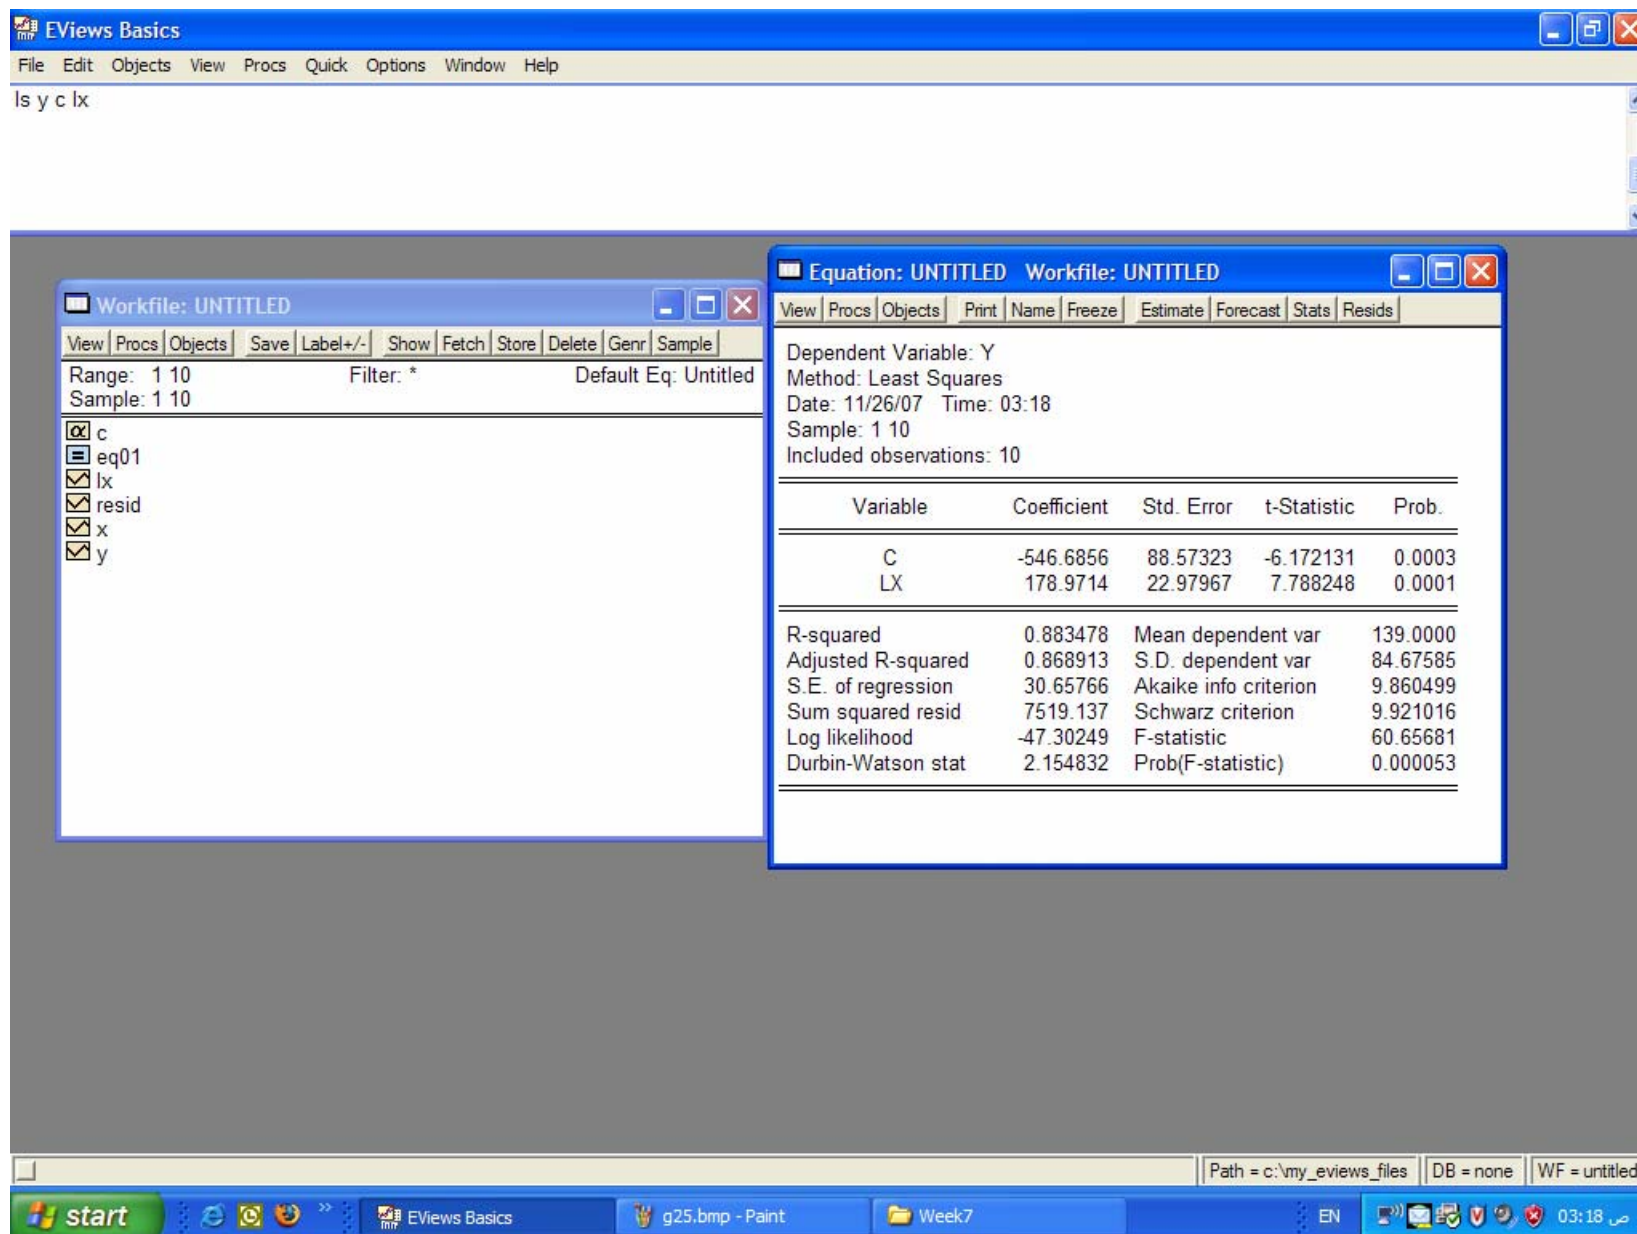 EViews Basics
File Edit Objects View Procs Quick Options Window Help
ls y c lx
Workfile: UNTITLED
View Procs Objects Save Label+/- Show Fetch Store Delete Genr Sample
Range: 1 10 Filter: * Default Eq: Untitled
Sample: 1 10
c
eq01
lx
resid
x
y
Equation: UNTITLED Workfile: UNTITLED
View Procs Objects Print Name Freeze Estimate Forecast Stats Resids
Dependent Variable: Y
Method: Least Squares
Date: 11/26/07 Time: 03:18
Sample: 1 10
Included observations: 10
Variable Coefficient Std. Error t-Statistic Prob.
C -546.6856 88.57323 -6.172131 0.0003
LX 178.9714 22.97967 7.788248 0.0001
R-squared 0.883478 Mean dependent var 139.0000
Adjusted R-squared 0.868913 S.D. dependent var 84.67585
S.E. of regression 30.65766 Akaike info criterion 9.860499
Sum squared resid 7519.137 Schwarz criterion 9.921016
Log likelihood -47.30249 F-statistic 60.65681
Durbin-Watson stat 2.154832 Prob(F-statistic) 0.000053
Path = c:\my_eviews_files DB = none WF = untitled
start EViews Basics g25.bmp - Paint Week7 EN 03:18 ص